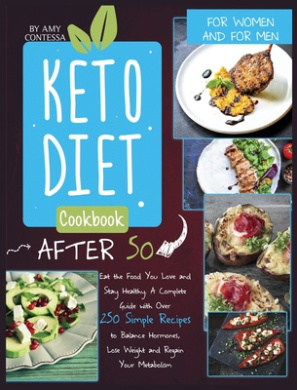 BY AMY
CONTESSA
FOR WOMEN
AND FOR MEN
KETO
DIET
Cookbook
AFTER 50
Eat the Food You Love and
Stay Healthy. A Complete
Guide with Over
250 Simple Recipes
to Balance Hormones,
Lose Weight and Regain
Your Metabolism